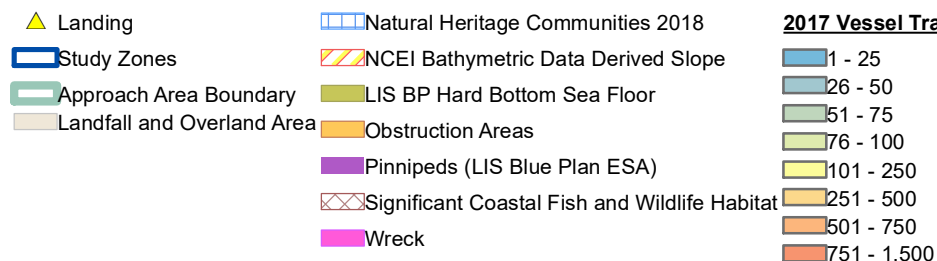 Landing
Study Zones
Approach Area Boundary
Landfall and Overland Area
Natural Heritage Communities 2018
NCEI Bathymetric Data Derived Slope
LIS BP Hard Bottom Sea Floor
Obstruction Areas
Pinnipeds (LIS Blue Plan ESA)
Significant Coastal Fish and Wildlife Habitat
Wreck
2017 Vessel Tra
1 - 25
26 - 50
51 - 75
76 - 100
101 - 250
251 - 500
501 - 750
751 - 1,500